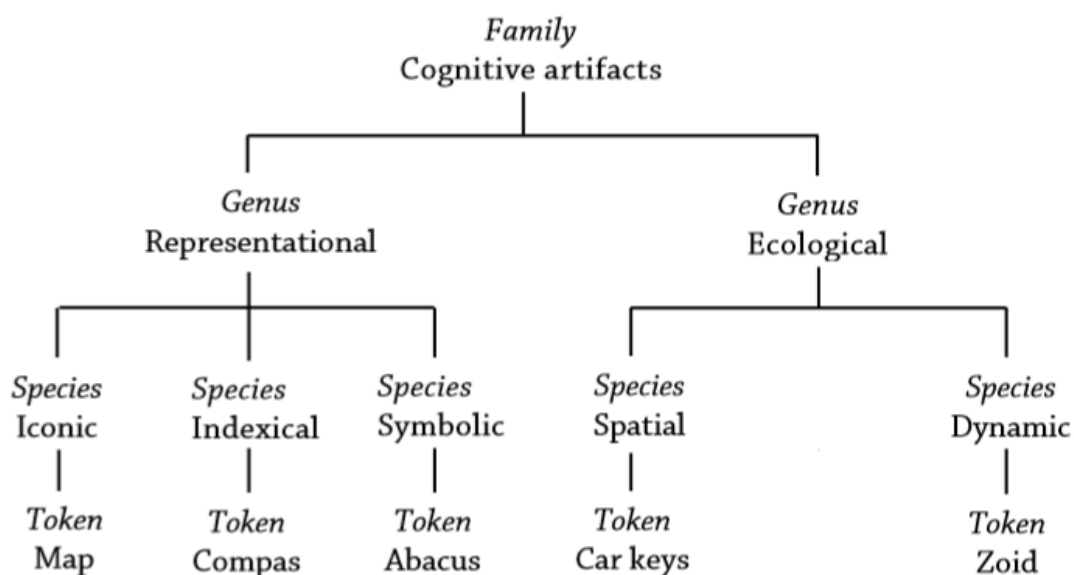 Family
Cognitive artifacts
Genus
Representational
Genus
Ecological
Species
Iconic
Species
Indexical
Species
Symbolic
Species
Spatial
Species
Dynamic
Token
Map
Token
Compas
Token
Abacus
Token
Car keys
Token
Zoid